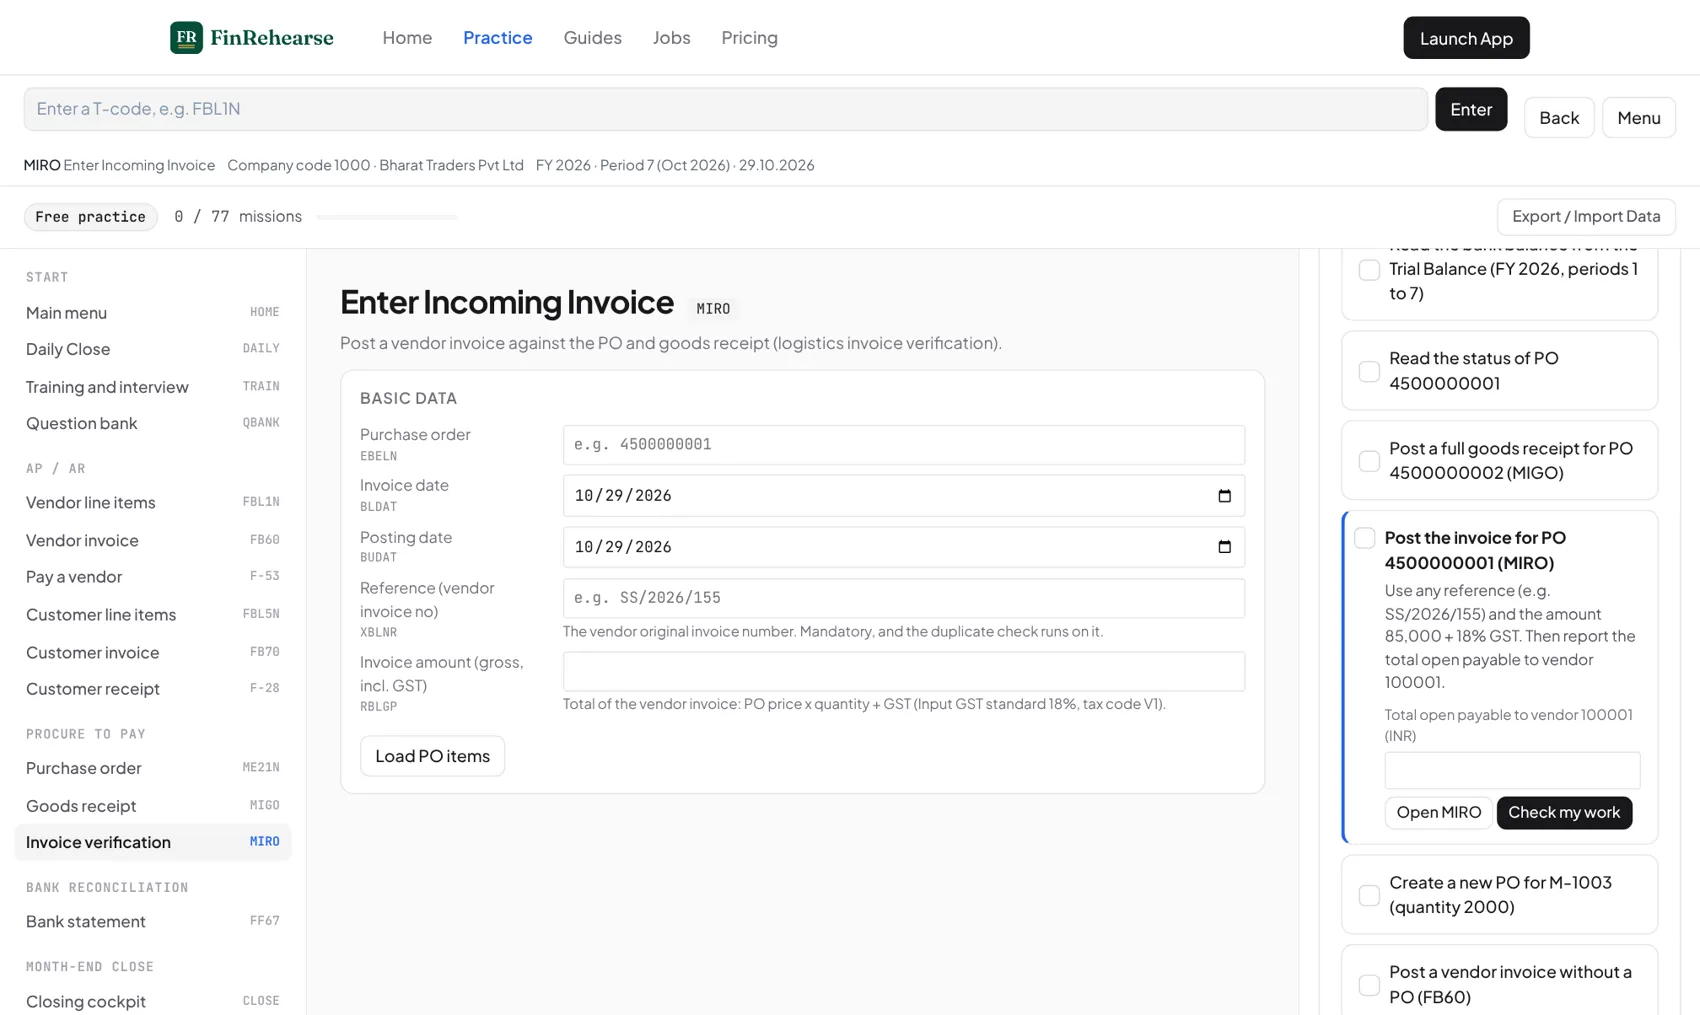 FR FinRehearse
Home
Practice
Guides
Jobs
Pricing
Launch App
Enter a T-code, e.g. FBL1N
Enter
Back
Menu
MIRO Enter Incoming Invoice Company code 1000 · Bharat Traders Pvt Ltd FY 2026 · Period 7 (Oct 2026) · 29.10.2026
Free practice
0 / 77 missions
Export / Import Data
START
Main menu HOME
Daily Close DAILY
Training and interview TRAIN
Question bank QBANK
AP / AR
Vendor line items FBL1N
Vendor invoice FB60
Pay a vendor F-53
Customer line items FBL5N
Customer invoice FB70
Customer receipt F-28
PROCURE TO PAY
Purchase order ME21N
Goods receipt MIGO
Invoice verification MIRO
BANK RECONCILIATION
Bank statement FF67
MONTH-END CLOSE
Closing cockpit CLOSE
Enter Incoming Invoice MIRO
Post a vendor invoice against the PO and goods receipt (logistics invoice verification).
BASIC DATA
Purchase order
EBELN
e.g. 4500000001
Invoice date
BLDAT
10/29/2026
Posting date
BUDAT
10/29/2026
Reference (vendor
invoice no)
XBLNR
e.g. SS/2026/155
The vendor original invoice number. Mandatory, and the duplicate check runs on it.
Invoice amount (gross,
incl. GST)
RBLGP
Total of the vendor invoice: PO price x quantity + GST (Input GST standard 18%, tax code V1).
Load PO items
Read the bank balance from the
Trial Balance (FY 2026, periods 1
to 7)
Read the status of PO
4500000001
Post a full goods receipt for PO
4500000002 (MIGO)
Post the invoice for PO
4500000001 (MIRO)
Use any reference (e.g.
SS/2026/155) and the amount
85,000 + 18% GST. Then report the
total open payable to vendor
100001.
Total open payable to vendor 100001
(INR)
Open MIRO
Check my work
Create a new PO for M-1003
(quantity 2000)
Post a vendor invoice without a
PO (FB60)